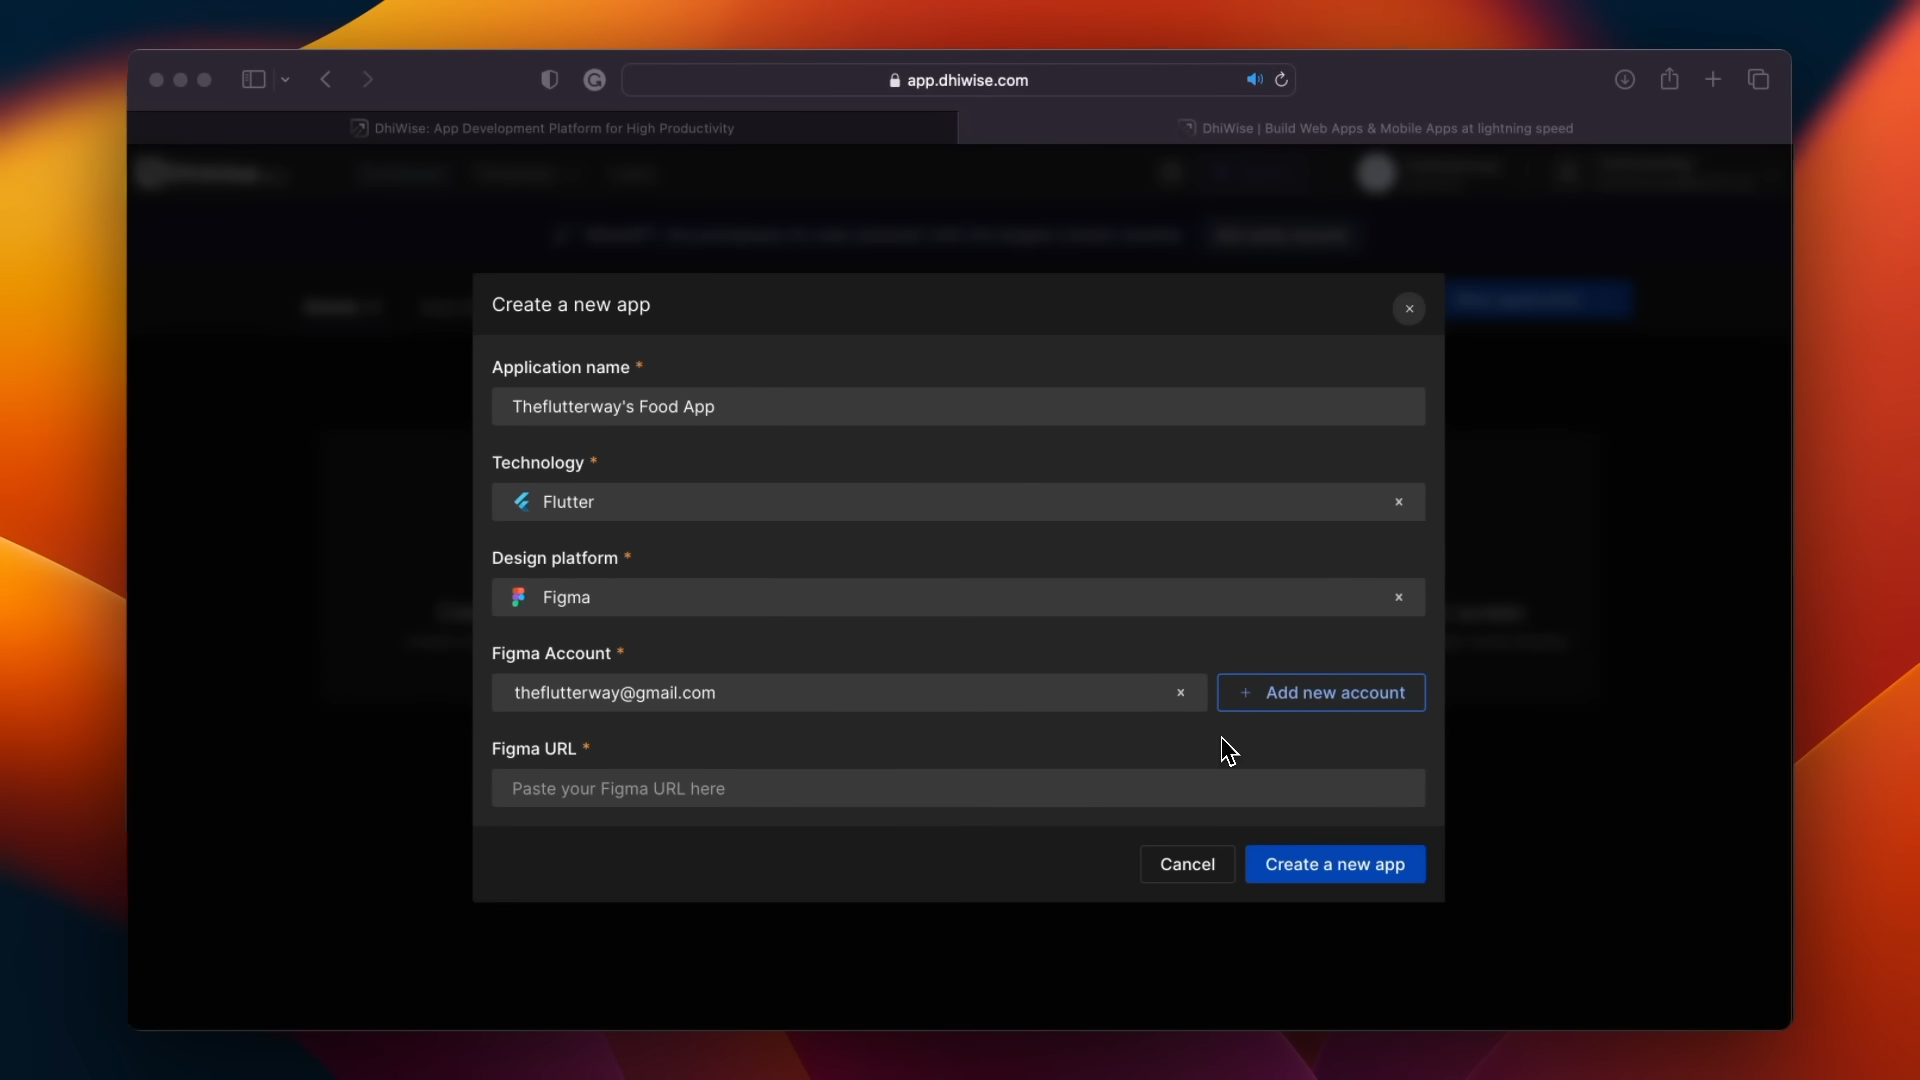 app.dhiwise.com
DhiWise: App Development Platform for High Productivity
DhiWise | Build Web Apps & Mobile Apps at lightning speed
Create a new app
Application name *
Theflutterway's Food App
Technology *
Flutter
Design platform *
Figma
Figma Account *
theflutterway@gmail.com
+ Add new account
Figma URL *
Paste your Figma URL here
Cancel
Create a new app